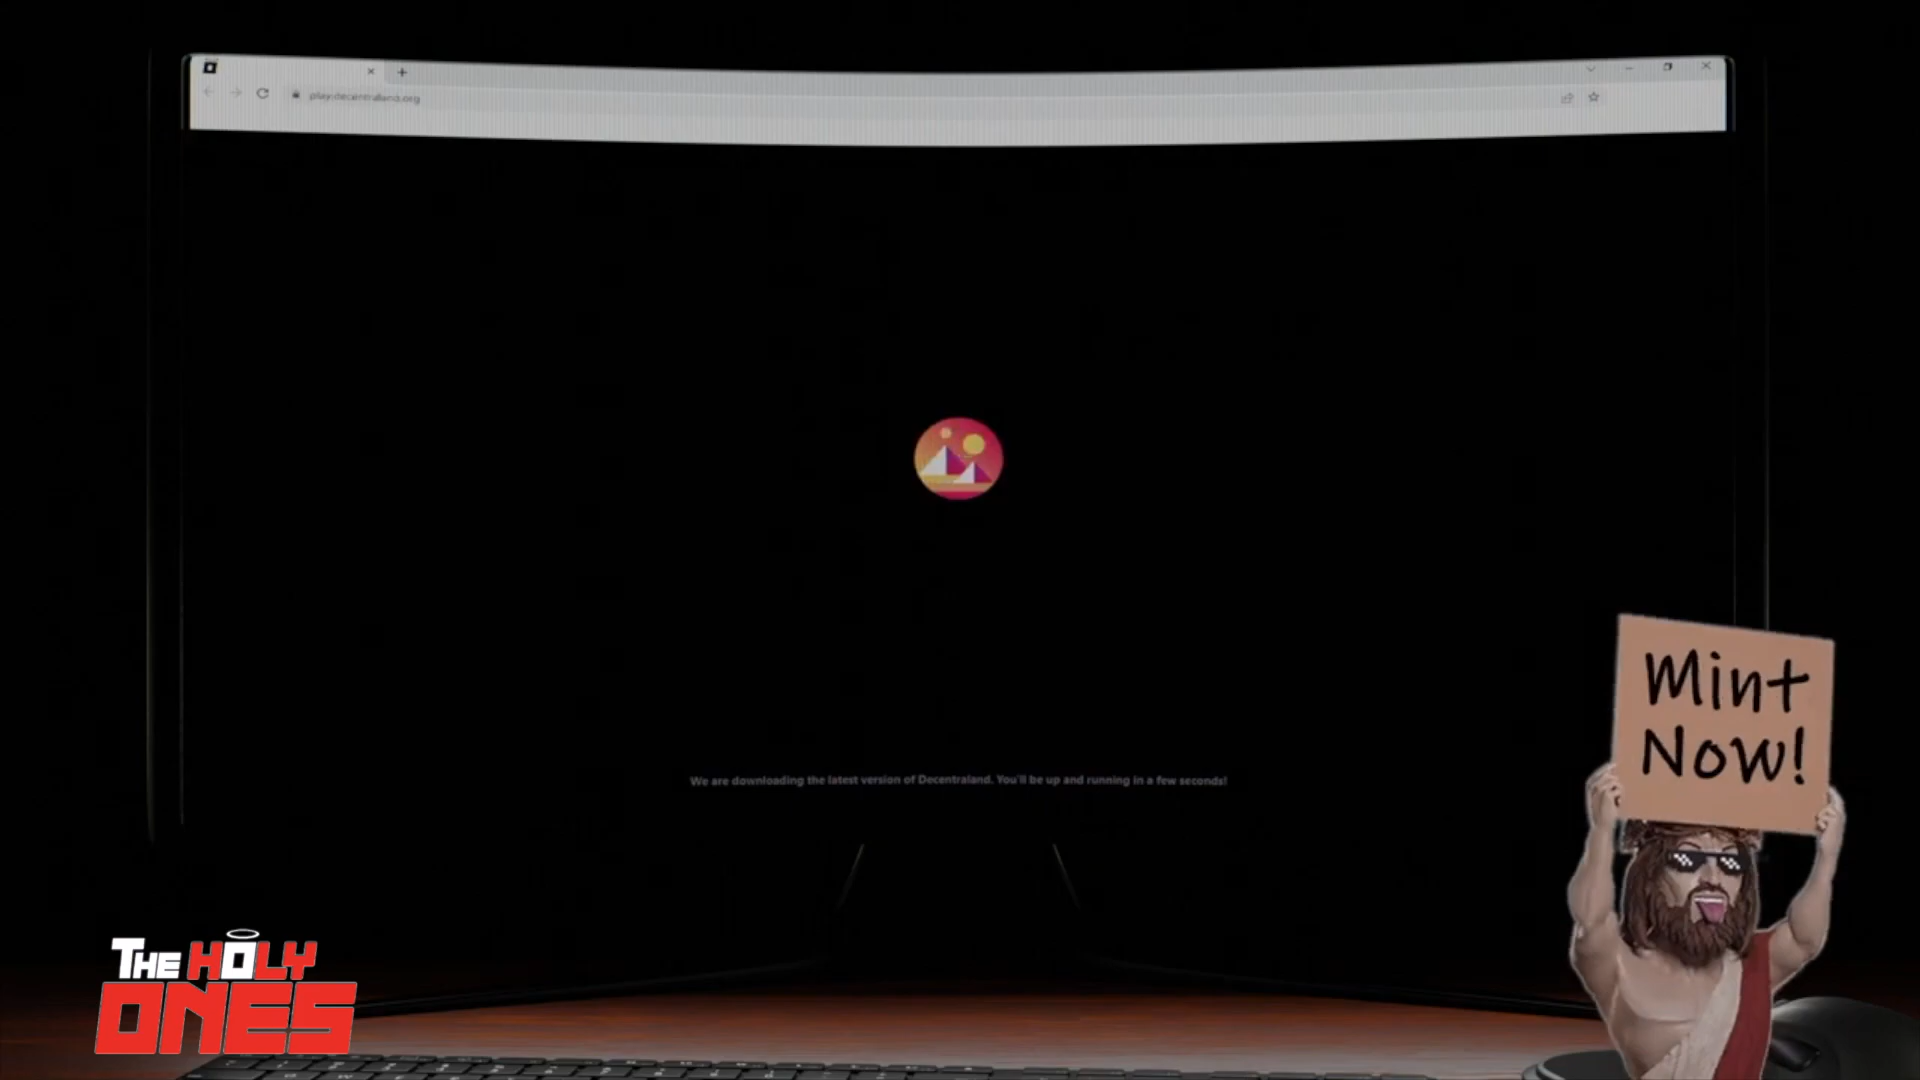 play.decentraland.org
We are downloading the latest version of Decentraland. You'll be up and running in a few seconds!
Mint
Now!
THE HOLY
ONES